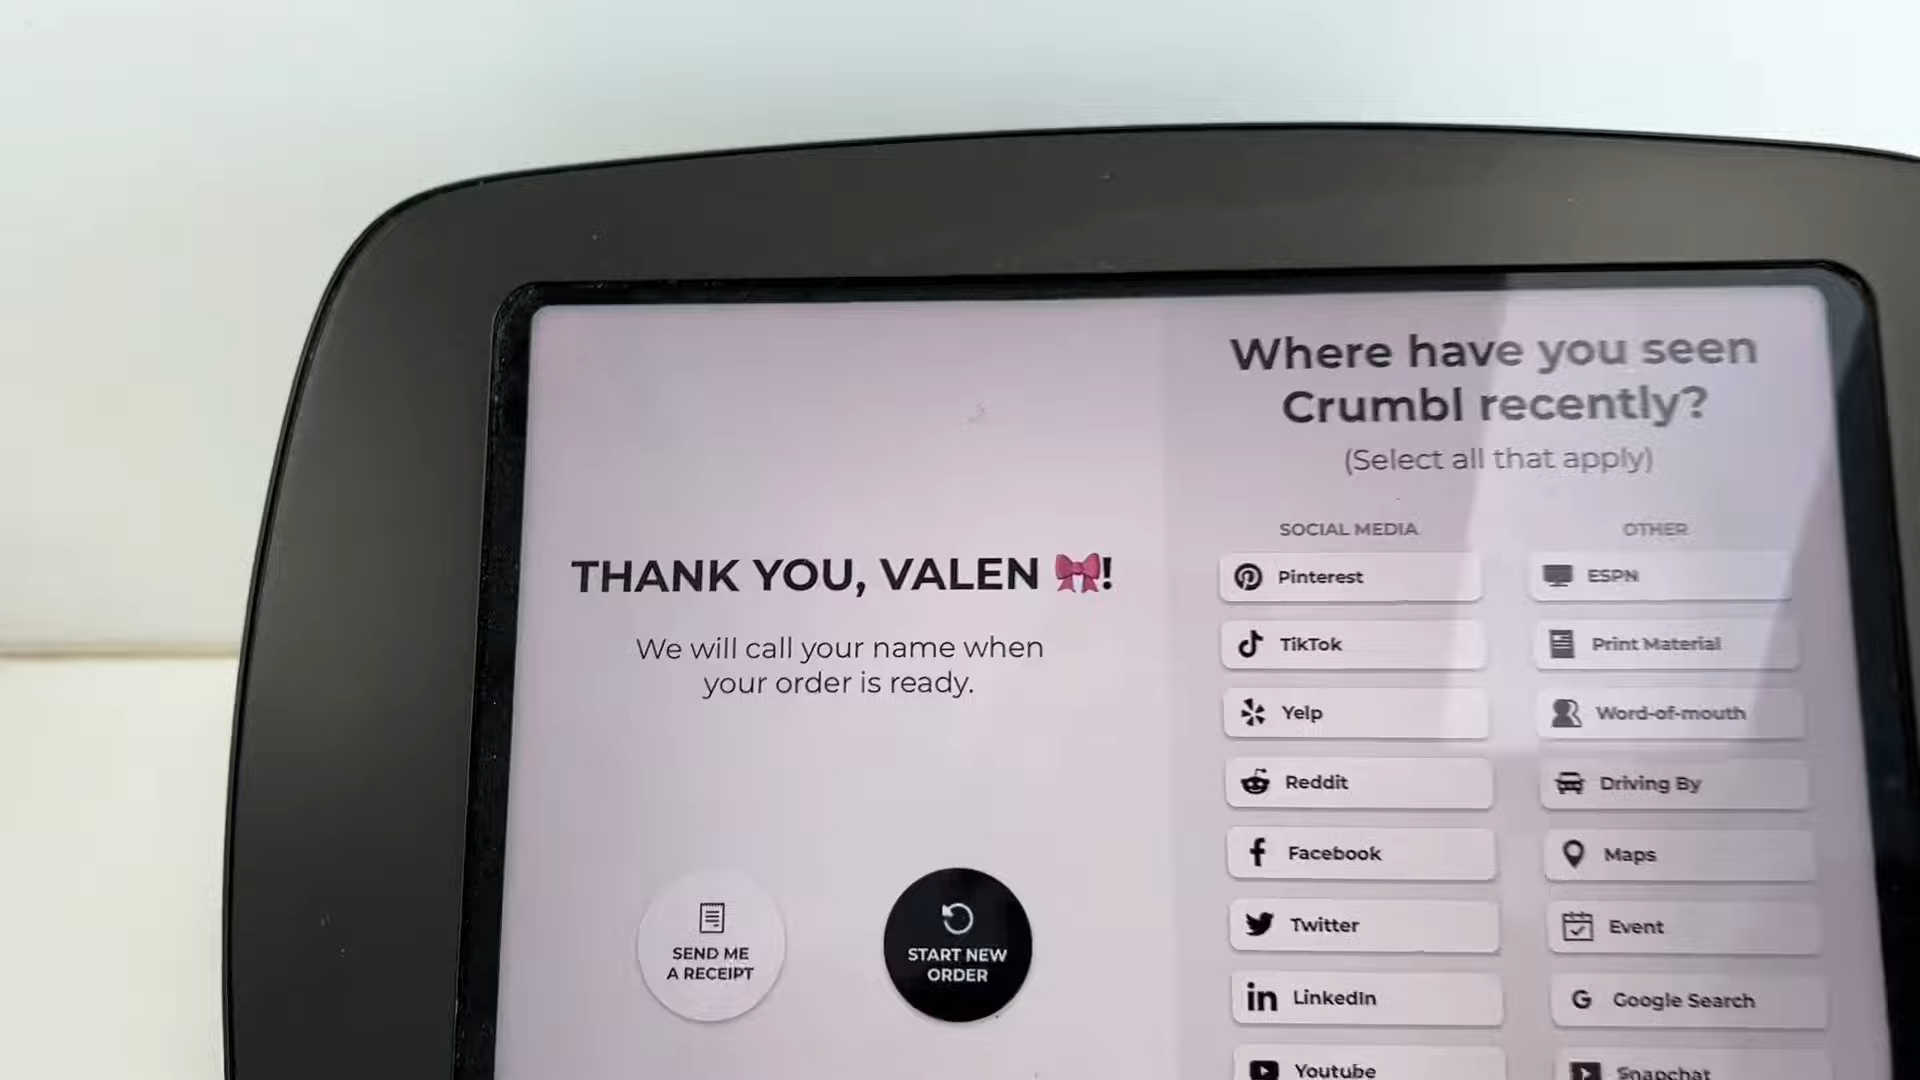 THANK YOU, VALEN 🎀!
We will call your name when
your order is ready.
SEND ME
A RECEIPT
START NEW
ORDER
Where have you seen
Crumbl recently?
(Select all that apply)
SOCIAL MEDIA
Pinterest
TikTok
Yelp
Reddit
Facebook
Twitter
LinkedIn
Youtube
OTHER
ESPN
Print Material
Word-of-mouth
Driving By
Maps
Event
Google Search
Snapchat